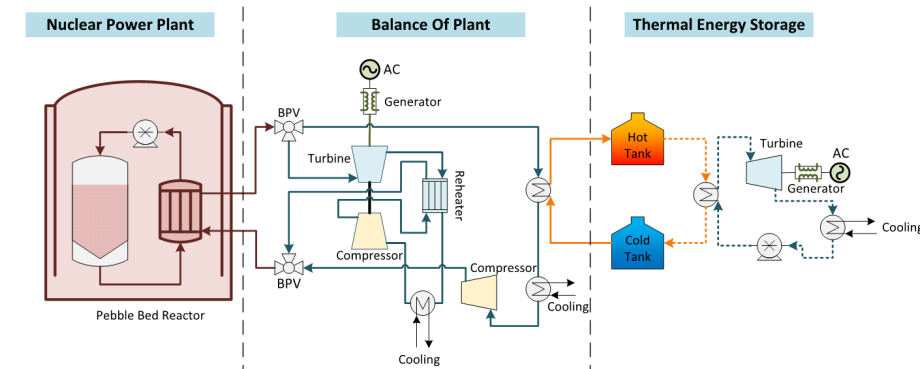 Nuclear Power Plant
Balance Of Plant
Thermal Energy Storage
AC
Generator
BPV
Turbine
Reheater
Compressor
BPV
Compressor
Cooling
Cooling
Pebble Bed Reactor
Hot
Tank
Cold
Tank
Turbine
AC
Generator
Cooling